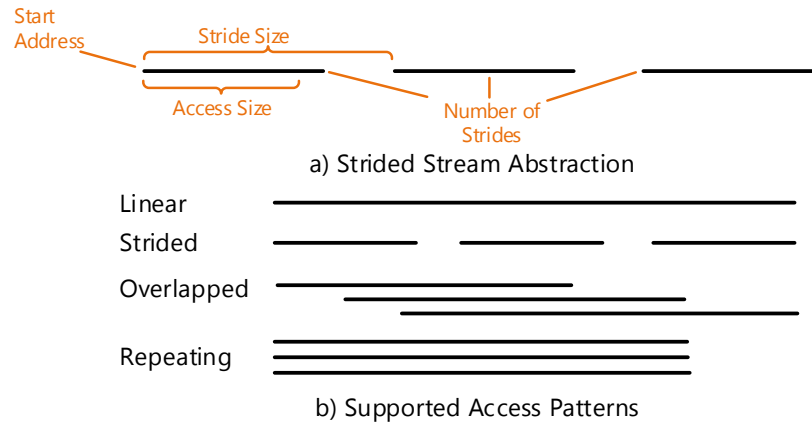 Start
Address
Stride Size
Access Size
Number of
Strides
a) Strided Stream Abstraction
Linear
Strided
Overlapped
Repeating
b) Supported Access Patterns